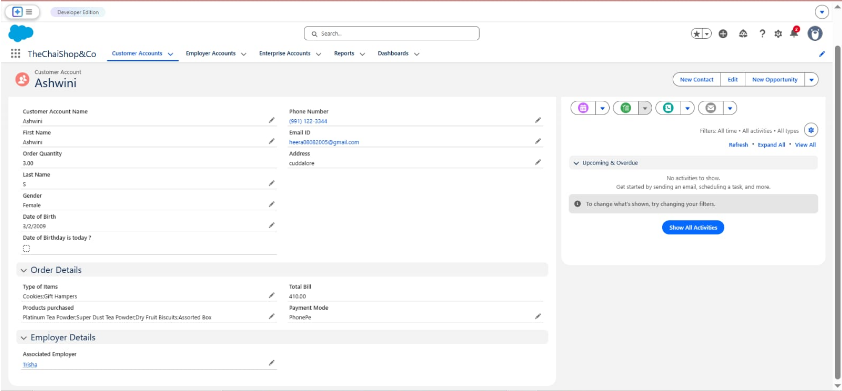 Developer Edition
Search...
TheChaiShop&Co Customer Accounts Employer Accounts Enterprise Accounts Reports Dashboards
Customer Account
Ashwini
New Contact Edit New Opportunity
Customer Account Name
Ashwini
Phone Number
(991) 122-3344
First Name
Ashwini
Email ID
heera08082005@gmail.com
Order Quantity
3.00
Address
cuddalore
Last Name
S
Gender
Female
Date of Birth
3/2/2009
Date of Birthday is today ?
Order Details
Type of Items
Cookies;Gift Hampers
Total Bill
410.00
Products purchased
Platinum Tea Powder;Super Dust Tea Powder;Dry Fruit Biscuits;Assorted Box
Payment Mode
PhonePe
Employer Details
Associated Employer
Trisha
Filters: All time • All activities • All types
Refresh • Expand All • View All
Upcoming & Overdue
No activities to show.
Get started by sending an email, scheduling a task, and more.
To change what's shown, try changing your filters.
Show All Activities